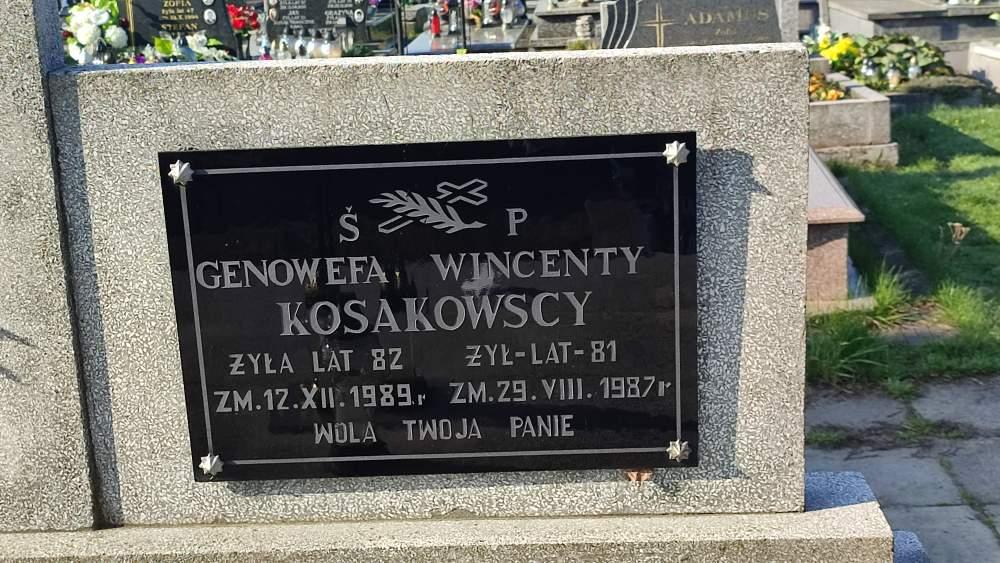 ZOFIA
STEFAN
ADAMUS
Ś P
GENOWEFA WINCENTY
KOSAKOWSCY
ŻYŁA LAT 82 ŻYŁ-LAT-81
ZM.12.XII.1989.r ZM.29.VIII.1987r
WOLA TWOJA PANIE